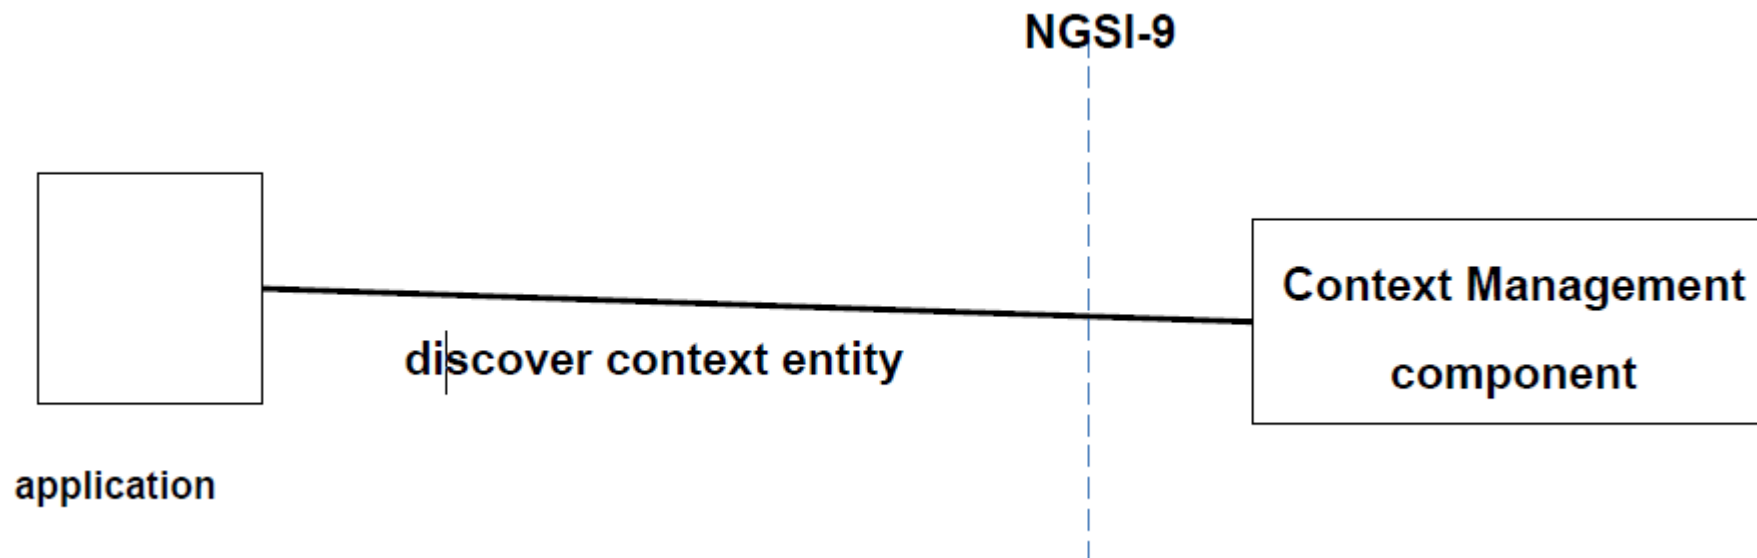 NGSI-9
Context Management
component
discover context entity
application